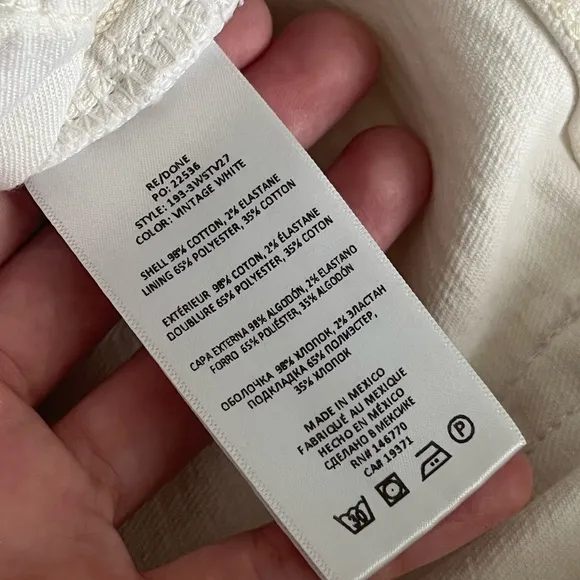 RE/DONE
PO: 22536
STYLE: 193-3WSTV27
COLOR: VINTAGE WHITE
SHELL 98% COTTON, 2% ELASTANE
LINING 65% POLYESTER, 35% COTTON
EXTÉRIEUR 98% COTON, 2% ÉLASTANE
DOUBLURE 65% POLYESTER, 35% COTON
CAPA EXTERNA 98% ALGODÓN, 2% ELASTANO
FORRO 65% POLIÉSTER, 35% ALGODÓN
ОБОЛОЧКА 98% ХЛОПОК, 2% ЭЛАСТАН
ПОДКЛАДКА 65% ПОЛИЭСТЕР,
35% ХЛОПОК
MADE IN MEXICO
FABRIQUÉ AU MEXIQUE
HECHO EN MÉXICO
СДЕЛАНО В МЕКСИКЕ
RN# 146770
CA# 19371
30 P